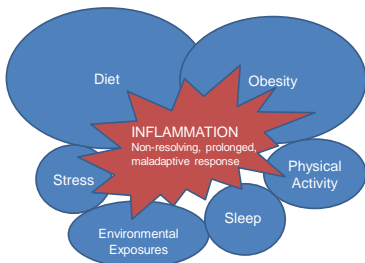 Diet
Obesity
INFLAMMATION
Non-resolving, prolonged,
maladaptive response
Stress
Physical
Activity
Sleep
Environmental
Exposures